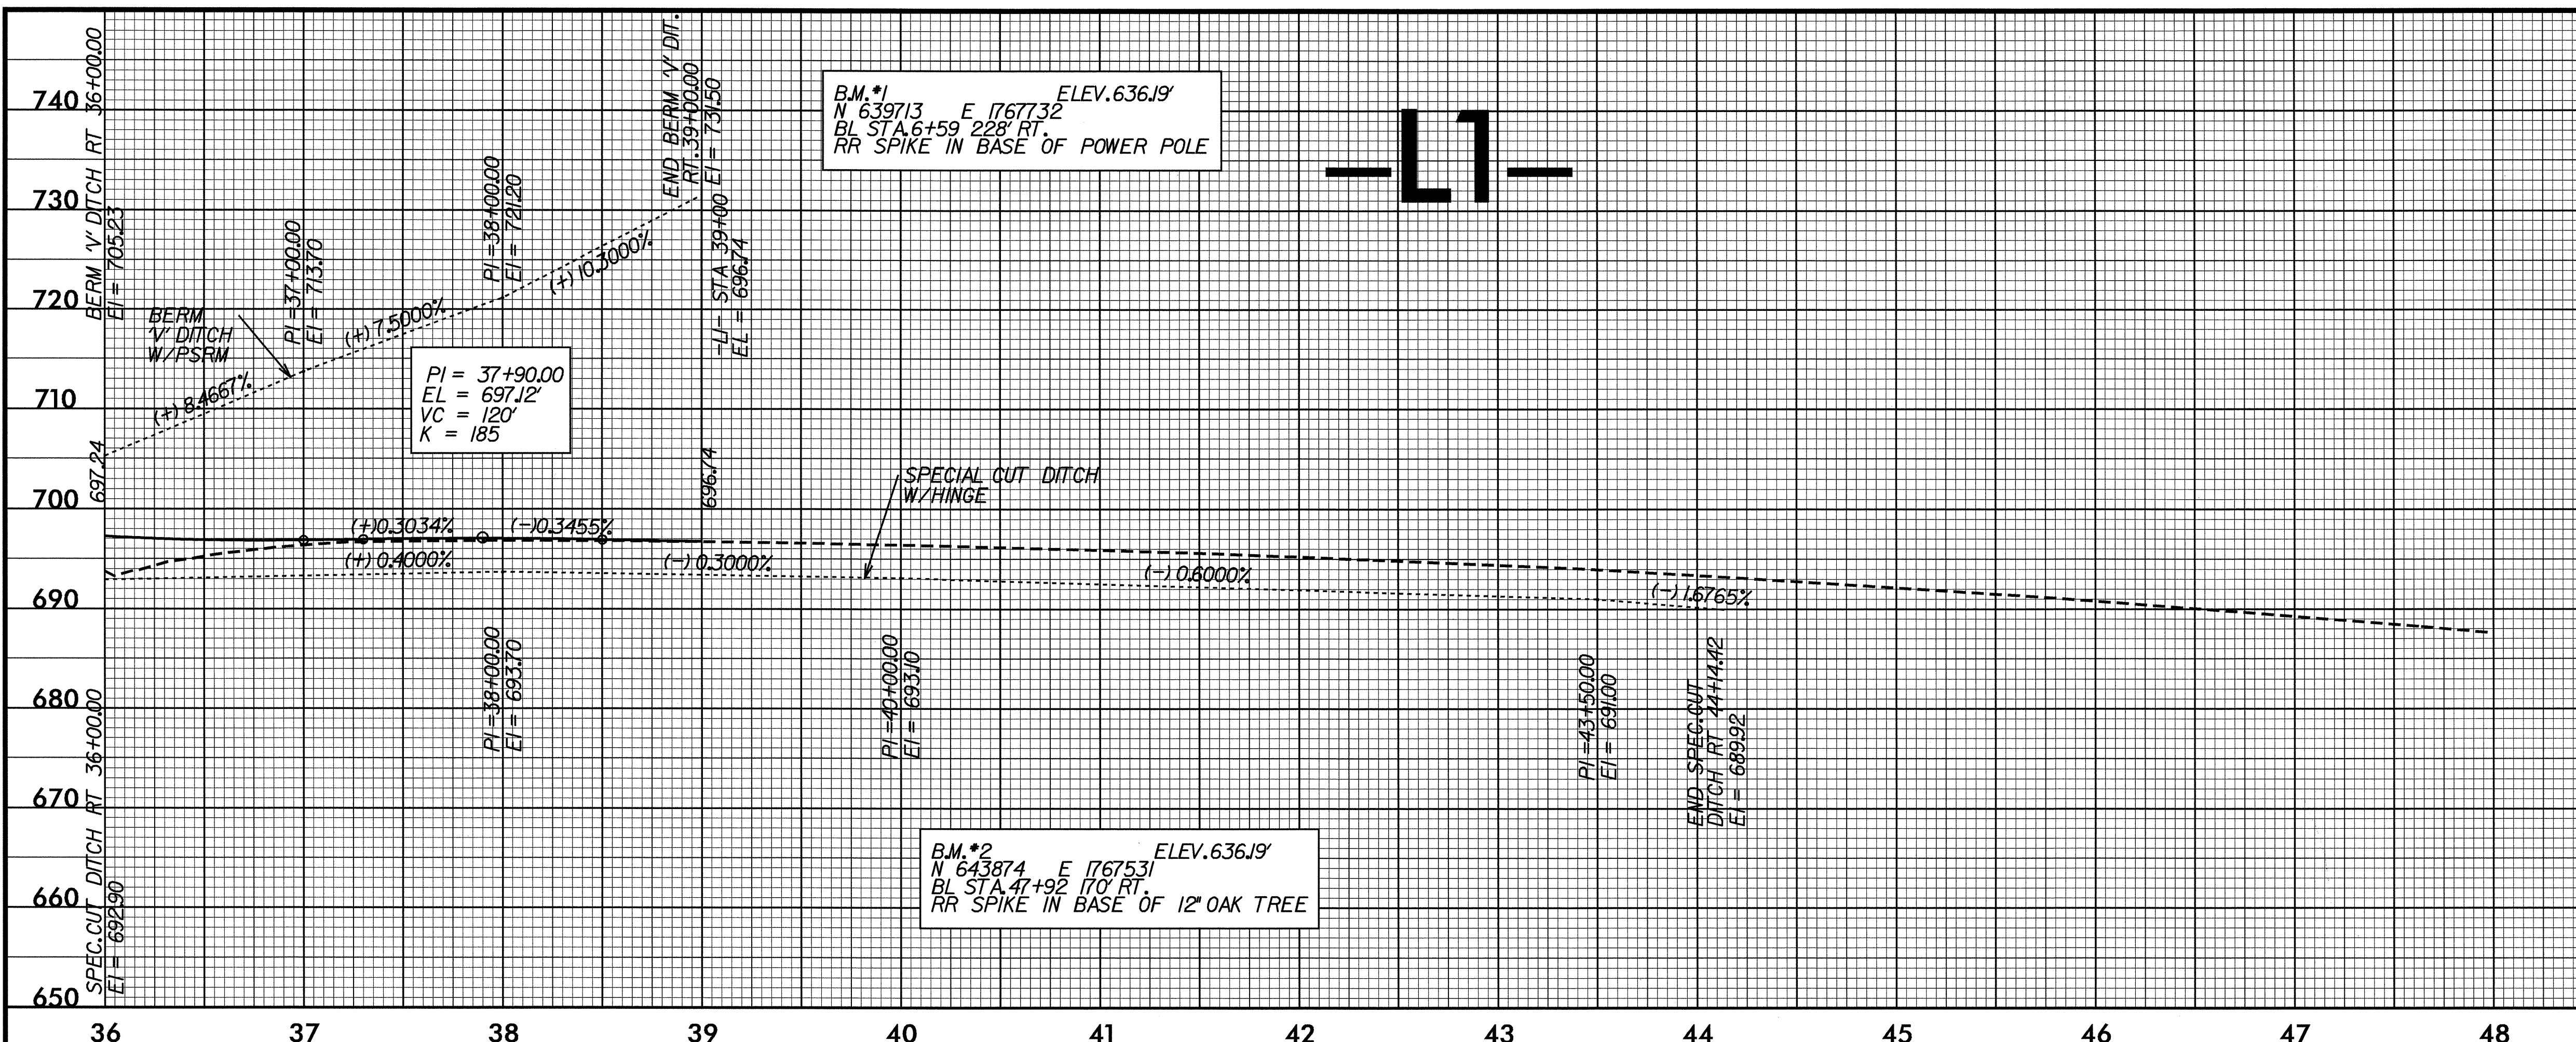 740
730
720
710
700
690
680
670
660
650
BERM 'V' DITCH RT 36+00.00
El = 705.23
BERM
'V' DITCH
W/PSRM
(+) 8.4667%
PI =37+00.00
El = 713.70
(+) 7.5000%
PI =38+00.00
El = 721.20
(+) 10.3000%
END BERM 'V' DIT.
RT. 39+00.00
El = 731.50
-L1- STA 39+00
EL = 696.74
B.M.#1 ELEV. 636.19'
N 639713 E 1767732
BL STA. 6+59 228' RT.
RR SPIKE IN BASE OF POWER POLE
-L1-
PI = 37+90.00
EL = 697.12'
VC = 120'
K = 185
697.24
696.74
SPECIAL CUT DITCH
W/HINGE
(+)0.3034%
(-)0.3455%
(+) 0.4000%
(-) 0.3000%
(-) 0.6000%
(-) 1.6765%
SPEC. CUT DITCH RT 36+00.00
El = 692.90
PI =38+00.00
El = 693.70
PI =40+00.00
El = 693.10
PI =43+50.00
El = 691.00
END SPEC. CUT
DITCH RT 44+14.42
El = 689.92
B.M.#2 ELEV. 636.19'
N 643874 E 1767531
BL STA. 47+92 170' RT.
RR SPIKE IN BASE OF 12" OAK TREE
36 37 38 39 40 41 42 43 44 45 46 47 48